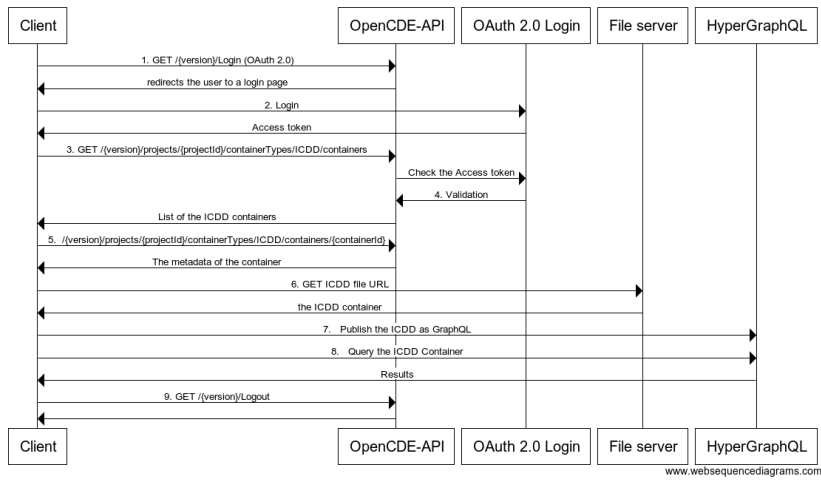 Client OpenCDE-API OAuth 2.0 Login File server HyperGraphQL
1. GET /{version}/Login (OAuth 2.0)
redirects the user to a login page
2. Login
Access token
3. GET /{version}/projects/{projectId}/containerTypes/ICDD/containers
Check the Access token
4. Validation
List of the ICDD containers
5. /{version}/projects/{projectId}/containerTypes/ICDD/containers/{containerId}
The metadata of the container
6. GET ICDD file URL
the ICDD container
7. Publish the ICDD as GraphQL
8. Query the ICDD Container
Results
9. GET /{version}/Logout
Client OpenCDE-API OAuth 2.0 Login File server HyperGraphQL
www.websequencediagrams.com